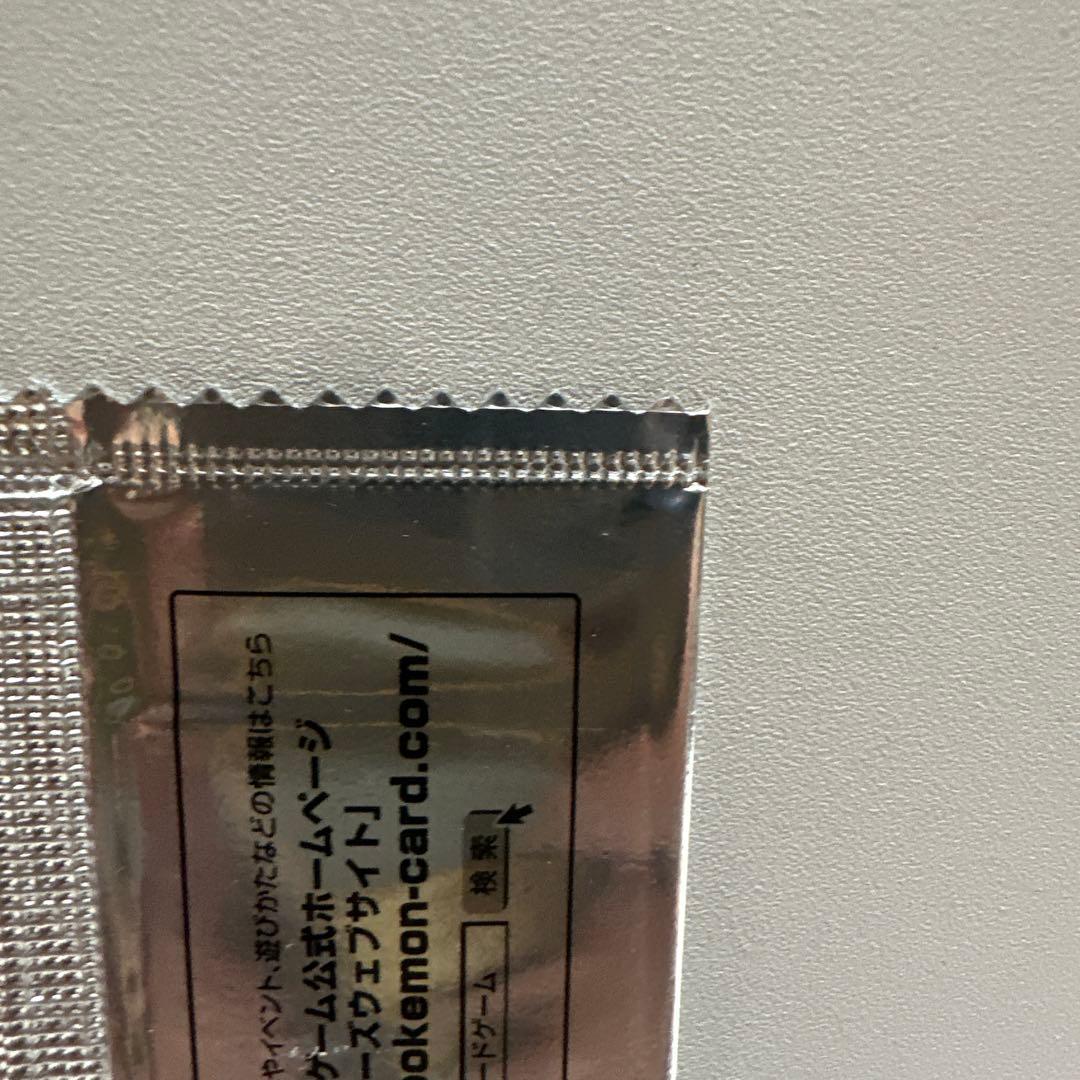 やイベント、遊びかたなどの情報はこちら
ゲーム公式ホームページ
ーズウェブサイト」
pokemon-card.com/
ードゲーム 検索